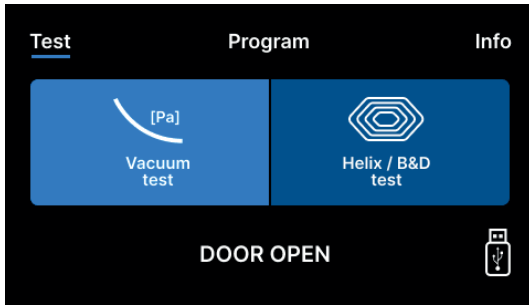 Test Program Info
[Pa]
Vacuum
test
Helix / B&D
test
DOOR OPEN